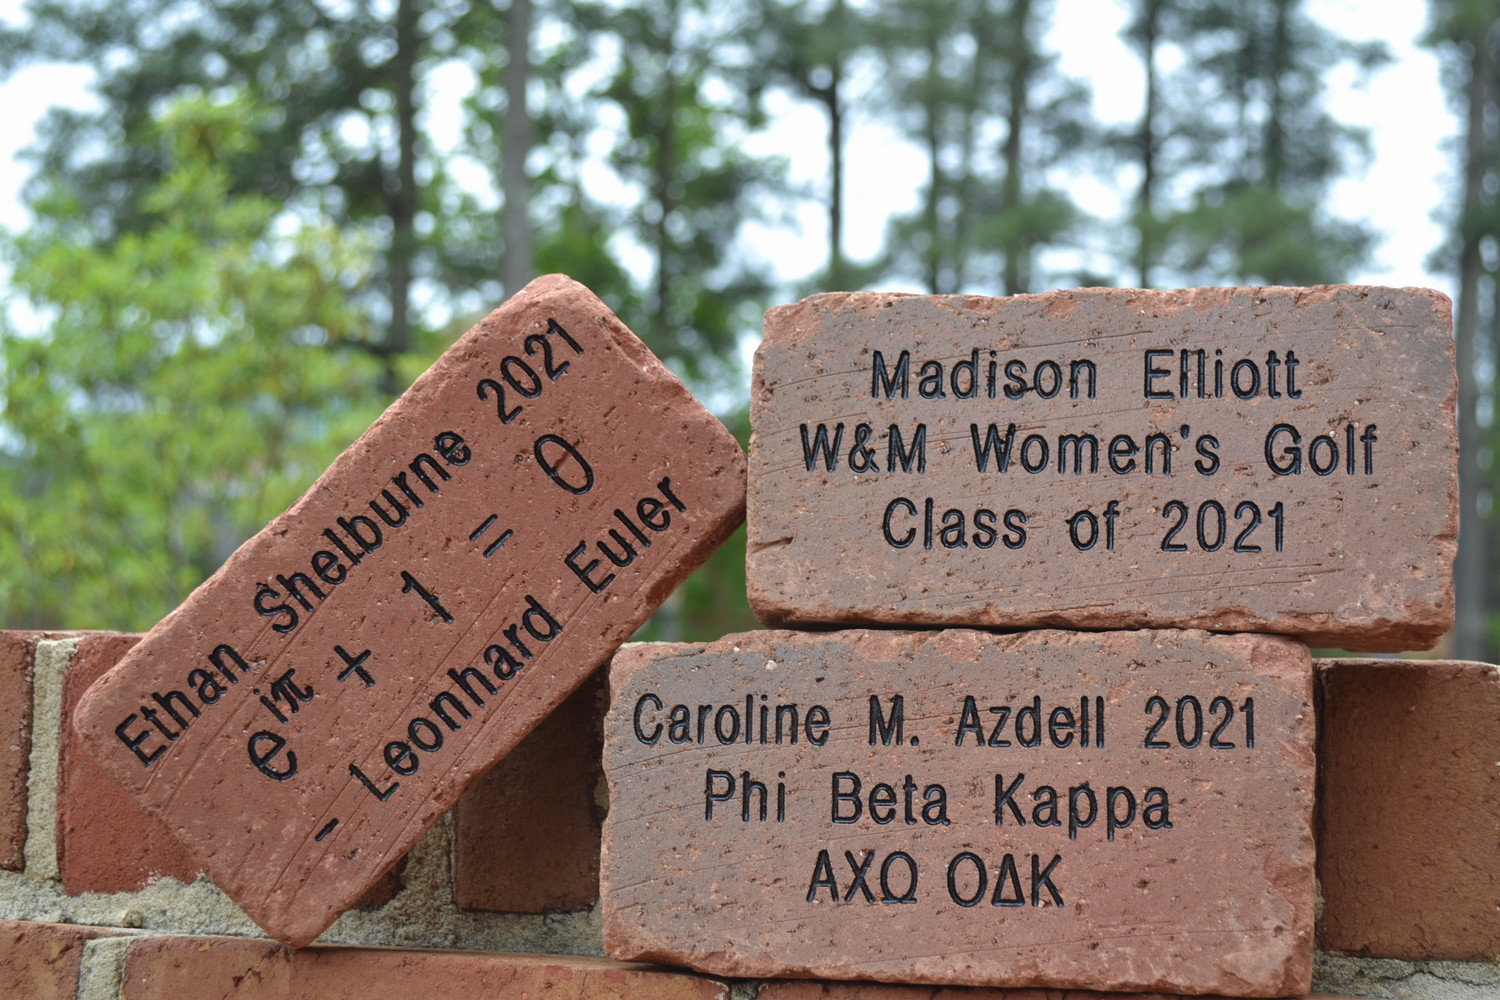 Ethan Shelburne 2021
e^{iπ} + 1 = 0
- Leonhard Euler
Madison Elliott
W&M Women's Golf
Class of 2021
Caroline M. Azdell 2021
Phi Beta Kappa
ΑΧΩ ΟΔΚ